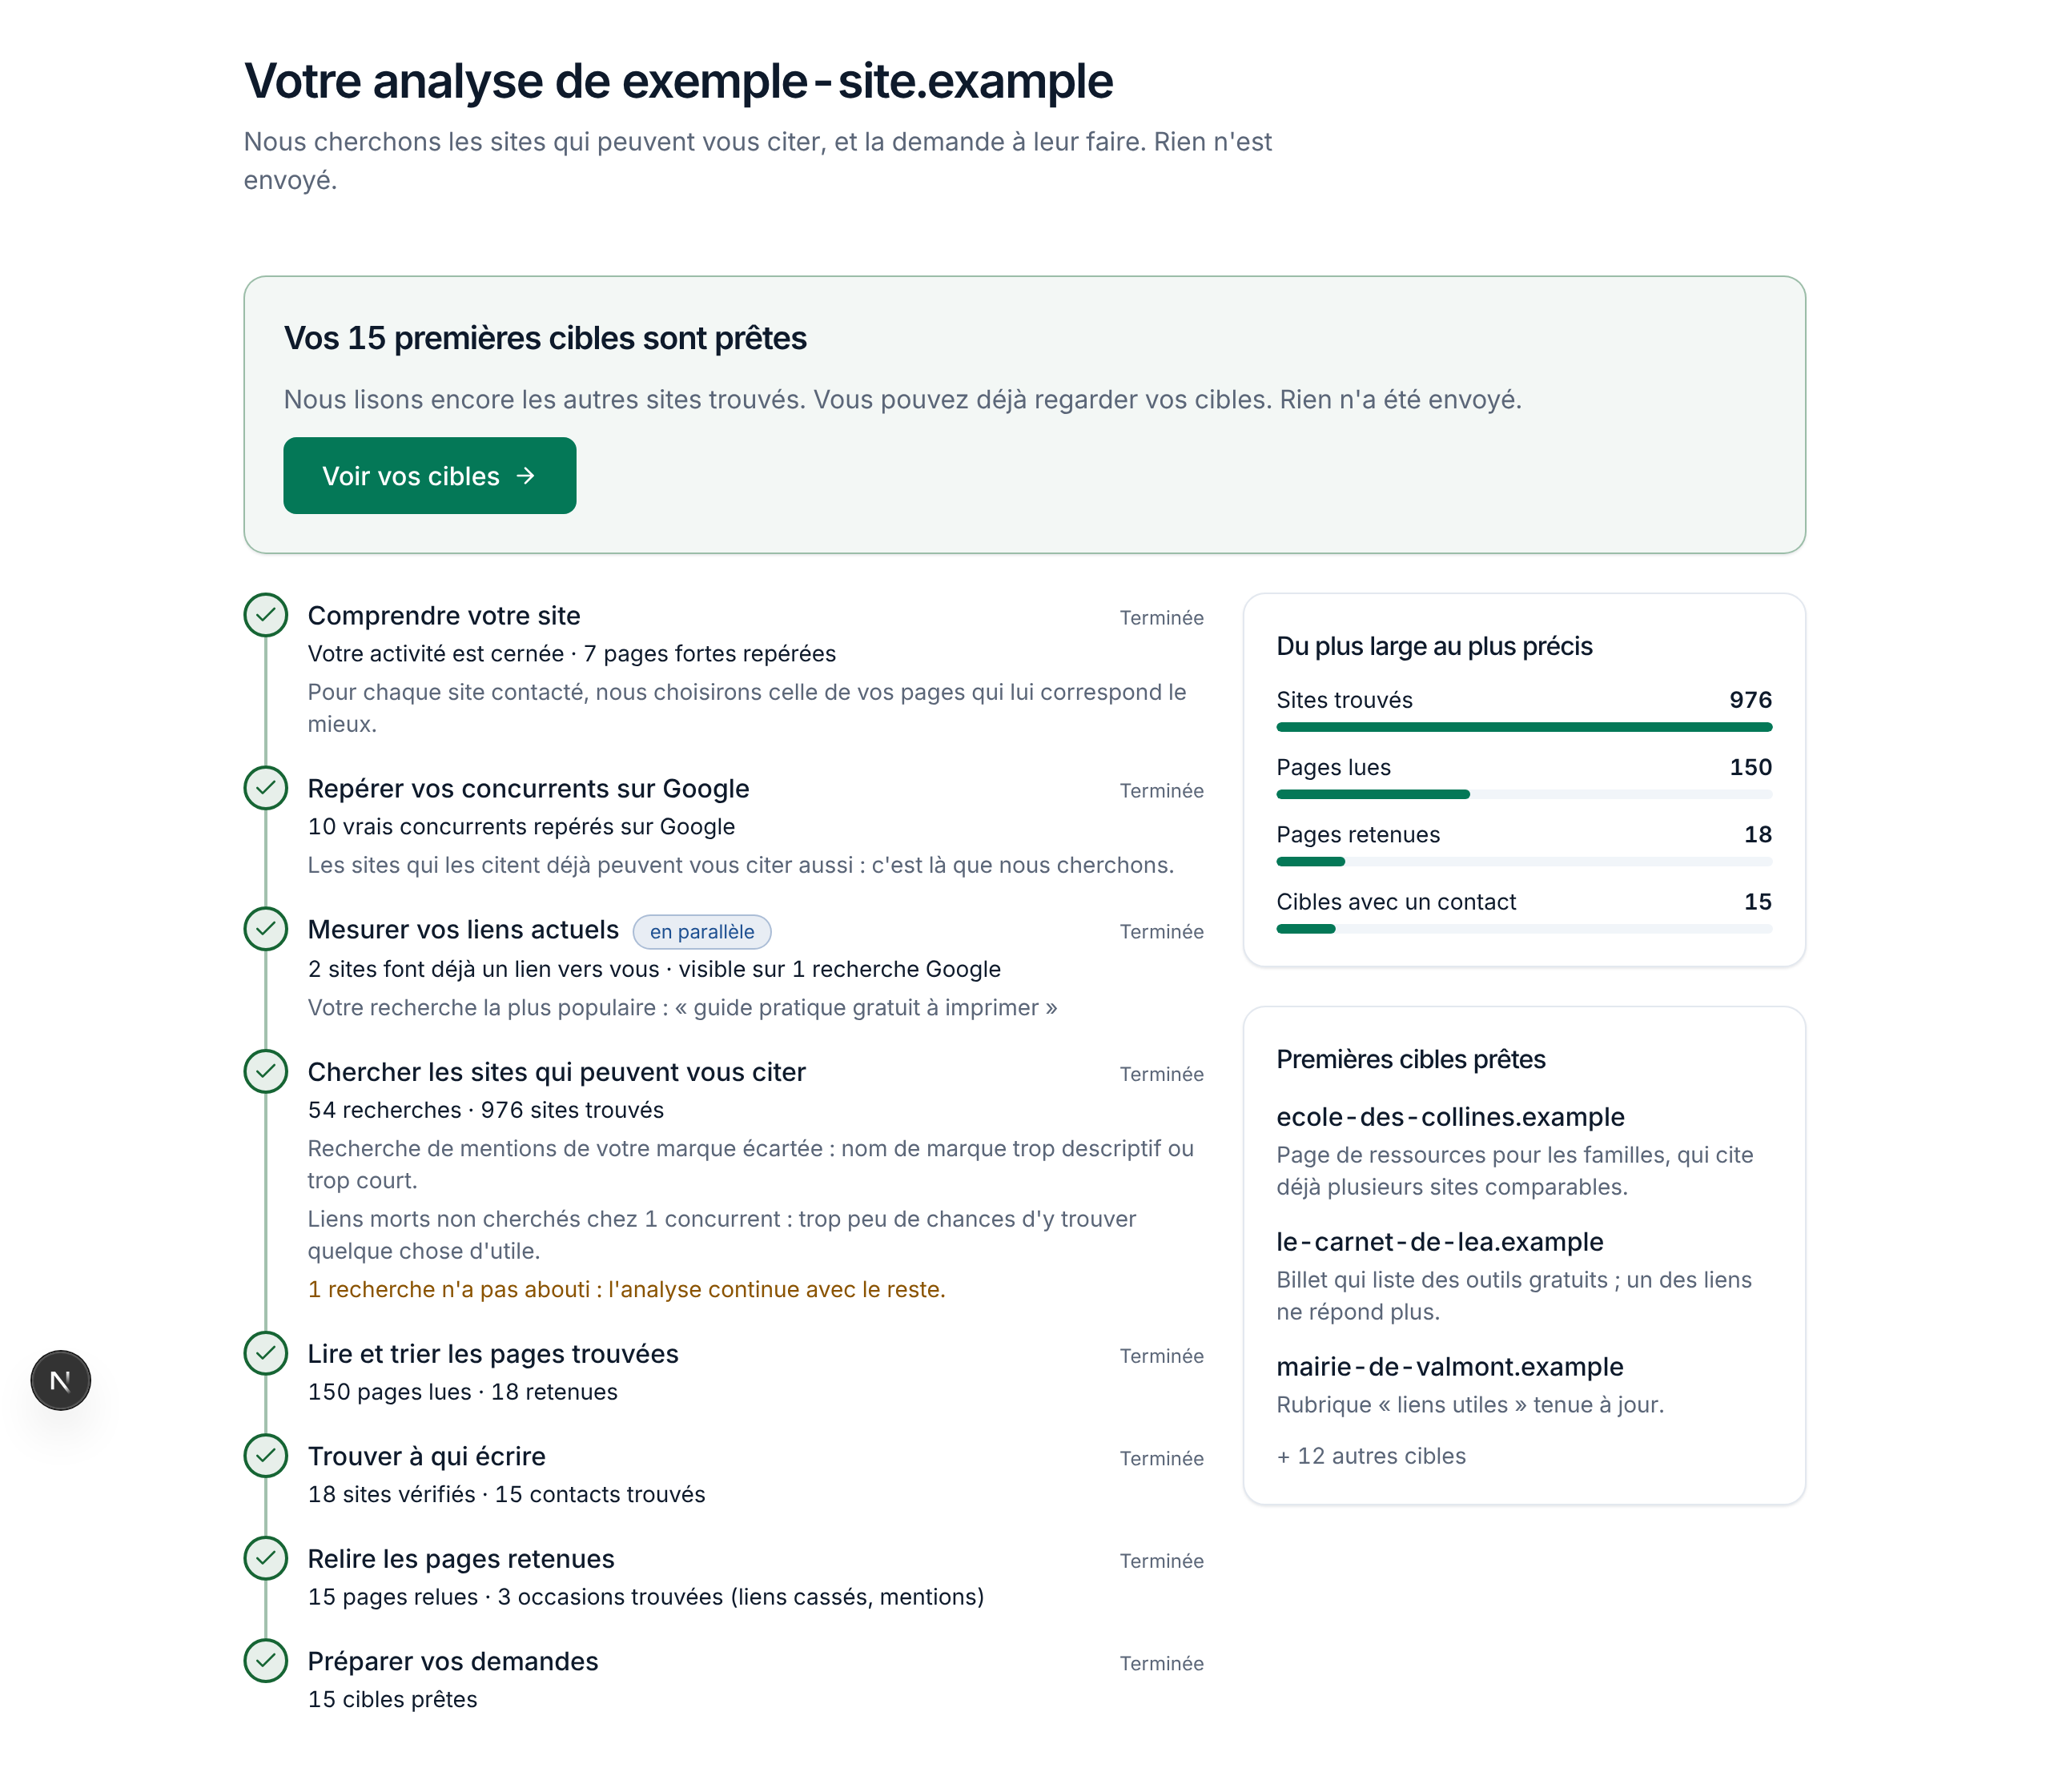 Votre analyse de exemple-site.example
Nous cherchons les sites qui peuvent vous citer, et la demande à leur faire. Rien n'est
envoyé.
Vos 15 premières cibles sont prêtes
Nous lisons encore les autres sites trouvés. Vous pouvez déjà regarder vos cibles. Rien n'a été envoyé.
Voir vos cibles →
Comprendre votre site
Terminée
Votre activité est cernée · 7 pages fortes repérées
Pour chaque site contacté, nous choisirons celle de vos pages qui lui correspond le
mieux.
Repérer vos concurrents sur Google
Terminée
10 vrais concurrents repérés sur Google
Les sites qui les citent déjà peuvent vous citer aussi : c'est là que nous cherchons.
Mesurer vos liens actuels en parallèle
Terminée
2 sites font déjà un lien vers vous · visible sur 1 recherche Google
Votre recherche la plus populaire : « guide pratique gratuit à imprimer »
Chercher les sites qui peuvent vous citer
Terminée
54 recherches · 976 sites trouvés
Recherche de mentions de votre marque écartée : nom de marque trop descriptif ou
trop court.
Liens morts non cherchés chez 1 concurrent : trop peu de chances d'y trouver
quelque chose d'utile.
1 recherche n'a pas abouti : l'analyse continue avec le reste.
Lire et trier les pages trouvées
Terminée
150 pages lues · 18 retenues
Trouver à qui écrire
Terminée
18 sites vérifiés · 15 contacts trouvés
Relire les pages retenues
Terminée
15 pages relues · 3 occasions trouvées (liens cassés, mentions)
Préparer vos demandes
Terminée
15 cibles prêtes
Du plus large au plus précis
Sites trouvés 976
Pages lues 150
Pages retenues 18
Cibles avec un contact 15
Premières cibles prêtes
ecole-des-collines.example
Page de ressources pour les familles, qui cite
déjà plusieurs sites comparables.
le-carnet-de-lea.example
Billet qui liste des outils gratuits ; un des liens
ne répond plus.
mairie-de-valmont.example
Rubrique « liens utiles » tenue à jour.
+ 12 autres cibles
N